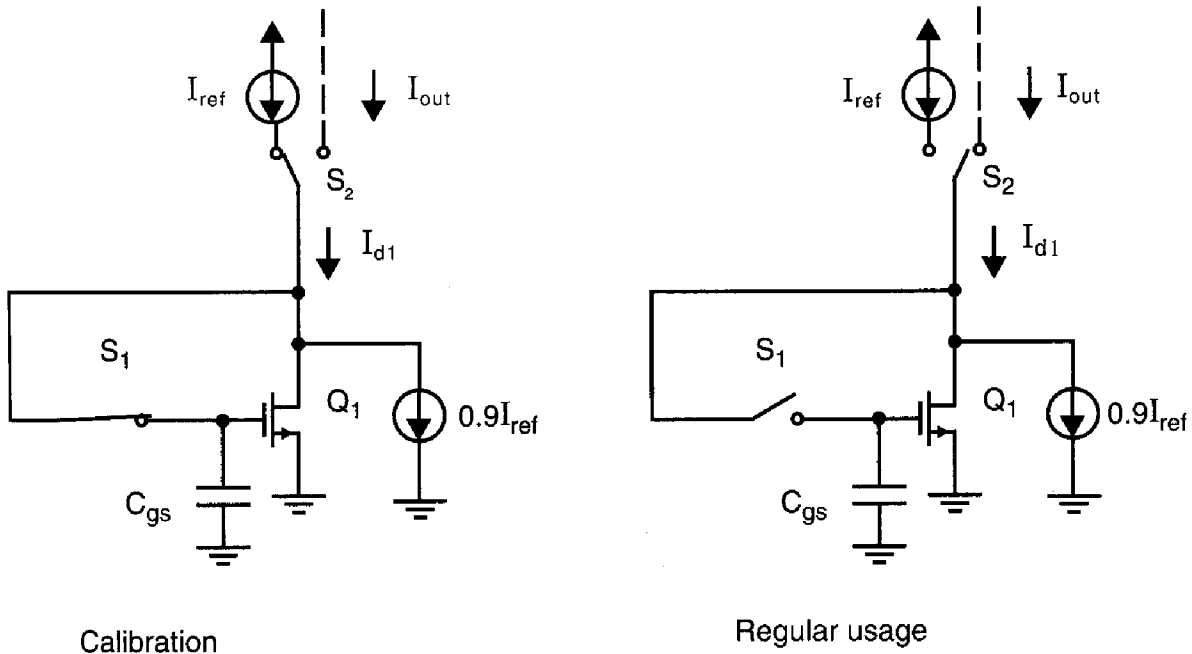 I_ref
I_out
S_2
I_d1
S_1
Q_1
0.9I_ref
C_gs
Calibration
I_ref
I_out
S_2
I_d1
S_1
Q_1
0.9I_ref
C_gs
Regular usage